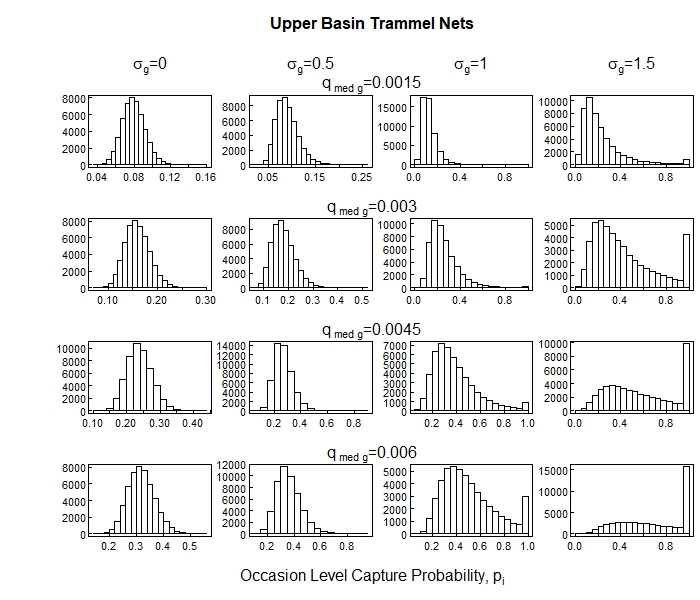 Upper Basin Trammel Nets
σg=0 σg=0.5 σg=1 σg=1.5
q med g=0.0015
8000 6000 4000 2000 0 8000 6000 4000 2000 0 15000 10000 5000 0 10000 8000 6000 4000 2000 0
0.04 0.08 0.12 0.16 0.05 0.15 0.25 0.0 0.4 0.8 0.0 0.4 0.8
q med g=0.003
8000 6000 4000 2000 0 8000 6000 4000 2000 0 10000 8000 6000 4000 2000 0 5000 4000 3000 2000 1000 0
0.10 0.20 0.30 0.1 0.2 0.3 0.4 0.5 0.0 0.4 0.8 0.0 0.4 0.8
q med g=0.0045
10000 8000 6000 4000 2000 0 14000 12000 10000 8000 6000 4000 2000 0 7000 6000 5000 4000 3000 2000 1000 0 10000 8000 6000 4000 2000 0
0.10 0.20 0.30 0.40 0.2 0.4 0.6 0.8 0.2 0.4 0.6 0.8 1.0 0.0 0.4 0.8
q med g=0.006
8000 6000 4000 2000 0 12000 10000 8000 6000 4000 2000 0 5000 4000 3000 2000 1000 0 15000 10000 5000 0
0.2 0.3 0.4 0.5 0.2 0.4 0.6 0.8 0.2 0.4 0.6 0.8 1.0 0.0 0.4 0.8
Occasion Level Capture Probability, pi